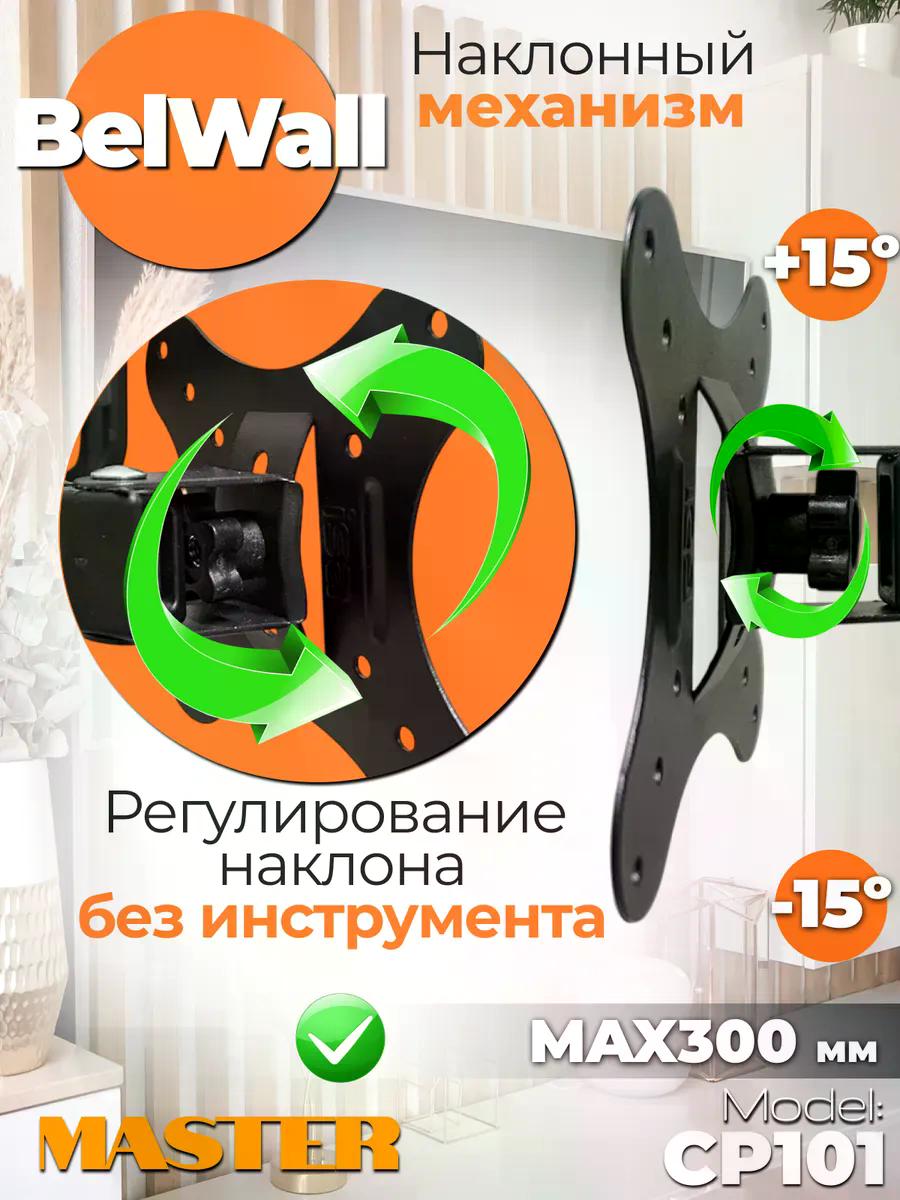 BelWall
Наклонный
механизм
+15°
Регулирование
наклона
без инструмента
-15°
MAX300 мм
MASTER
Model:
CP101